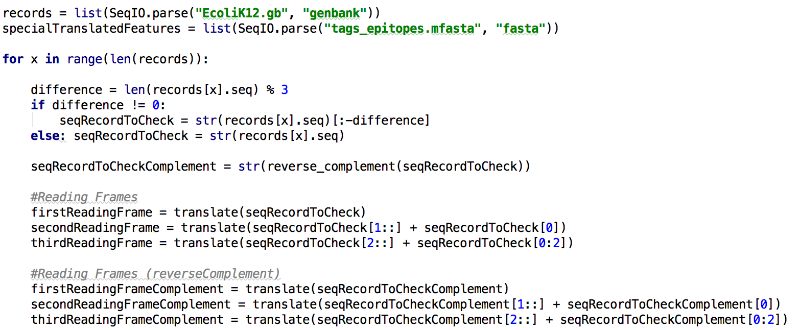 records = list(SeqIO.parse("EcoliK12.gb", "genbank"))
specialTranslatedFeatures = list(SeqIO.parse("tags_epitopes.mfasta", "fasta"))
for x in range(len(records)):
difference = len(records[x].seq) % 3
if difference != 0:
seqRecordToCheck = str(records[x].seq)[:-difference]
else: seqRecordToCheck = str(records[x].seq)
seqRecordToCheckComplement = str(reverse_complement(seqRecordToCheck))
#Reading Frames
firstReadingFrame = translate(seqRecordToCheck)
secondReadingFrame = translate(seqRecordToCheck[1::] + seqRecordToCheck[0])
thirdReadingFrame = translate(seqRecordToCheck[2::] + seqRecordToCheck[0:2])
#Reading Frames (reverseComplement)
firstReadingFrameComplement = translate(seqRecordToCheckComplement)
secondReadingFrameComplement = translate(seqRecordToCheckComplement[1::] + seqRecordToCheckComplement[0])
thirdReadingFrameComplement = translate(seqRecordToCheckComplement[2::] + seqRecordToCheckComplement[0:2])